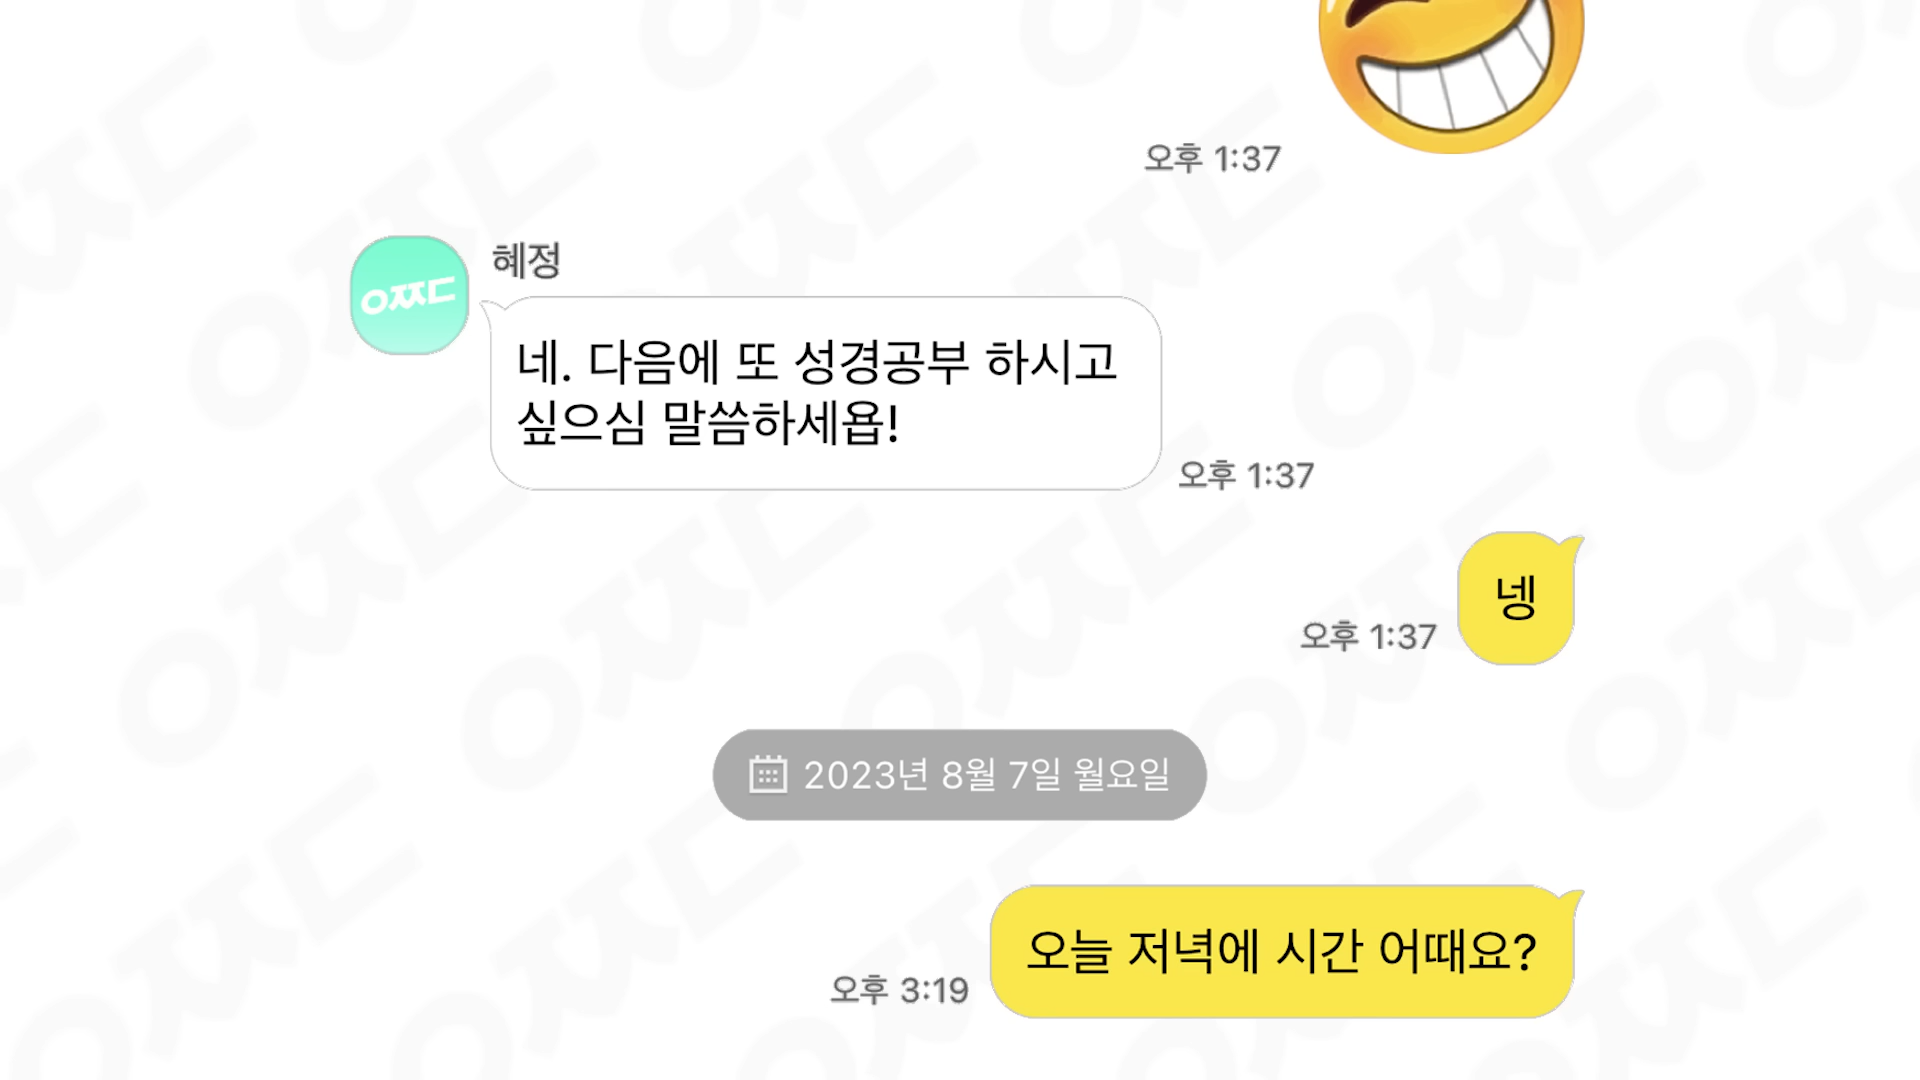 오후 1:37
혜정
어쩌다
네. 다음에 또 성경공부 하시고
싶으심 말씀하세욥!
오후 1:37
넹
오후 1:37
2023년 8월 7일 월요일
오늘 저녁에 시간 어때요?
오후 3:19